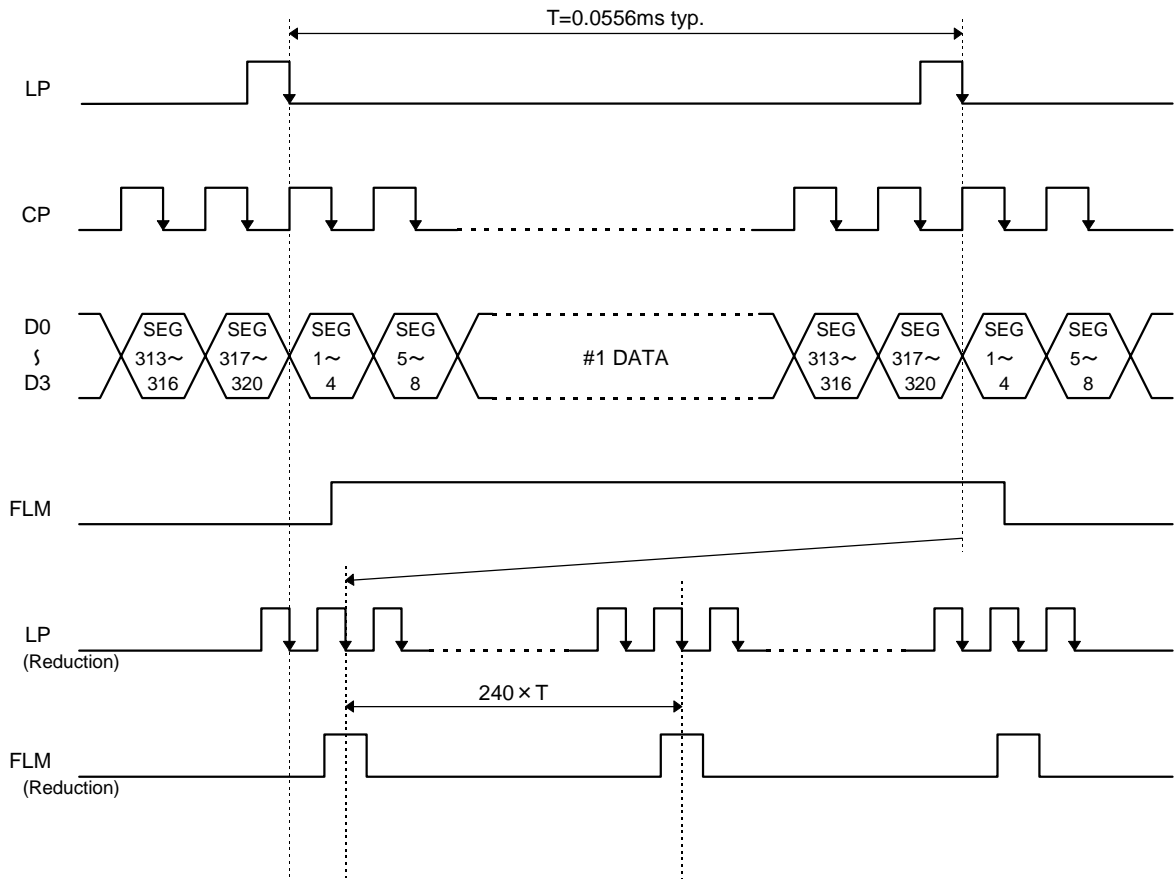 T=0.0556ms typ.
LP
CP
D0
∫
D3
SEG
313～
316
SEG
317～
320
SEG
1～
4
SEG
5～
8
#1 DATA
SEG
313～
316
SEG
317～
320
SEG
1～
4
SEG
5～
8
FLM
LP
(Reduction)
240×T
FLM
(Reduction)